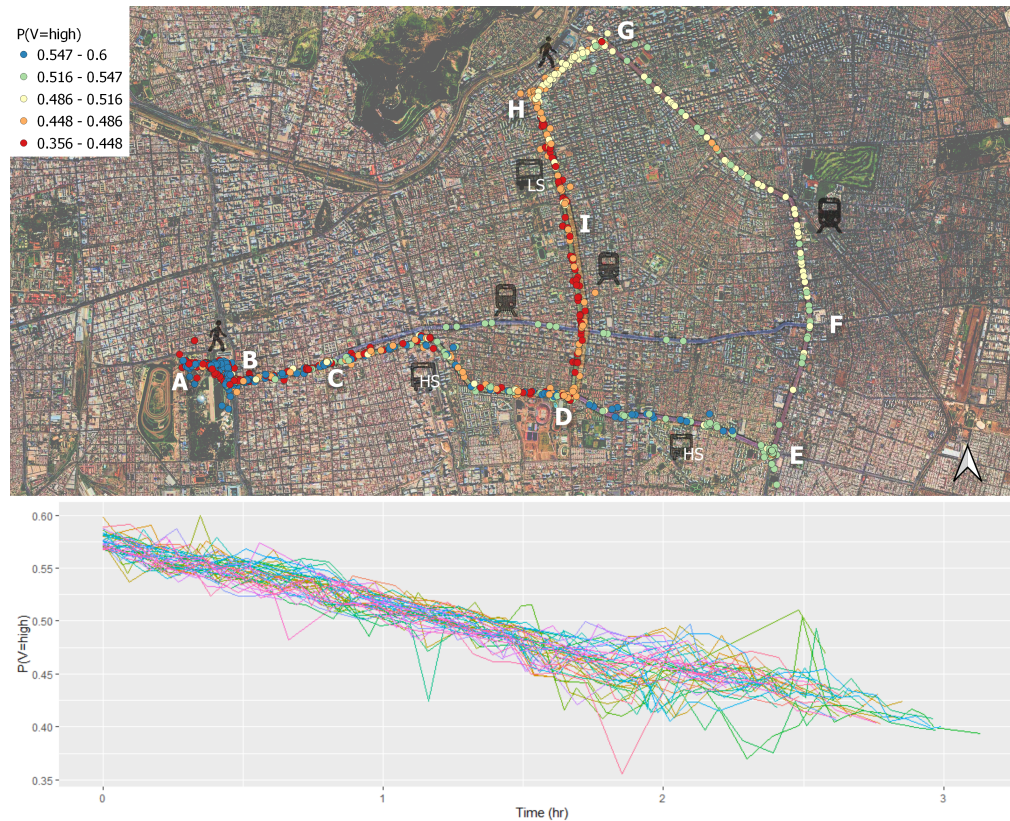 P(V=high)
0.547 - 0.6
0.516 - 0.547
0.486 - 0.516
0.448 - 0.486
0.356 - 0.448
G
H
LS
I
F
B
A
C
HS
D
HS
E
0.60
0.55
0.50
0.45
0.40
0.35
P(V=high)
0
1
2
3
Time (hr)